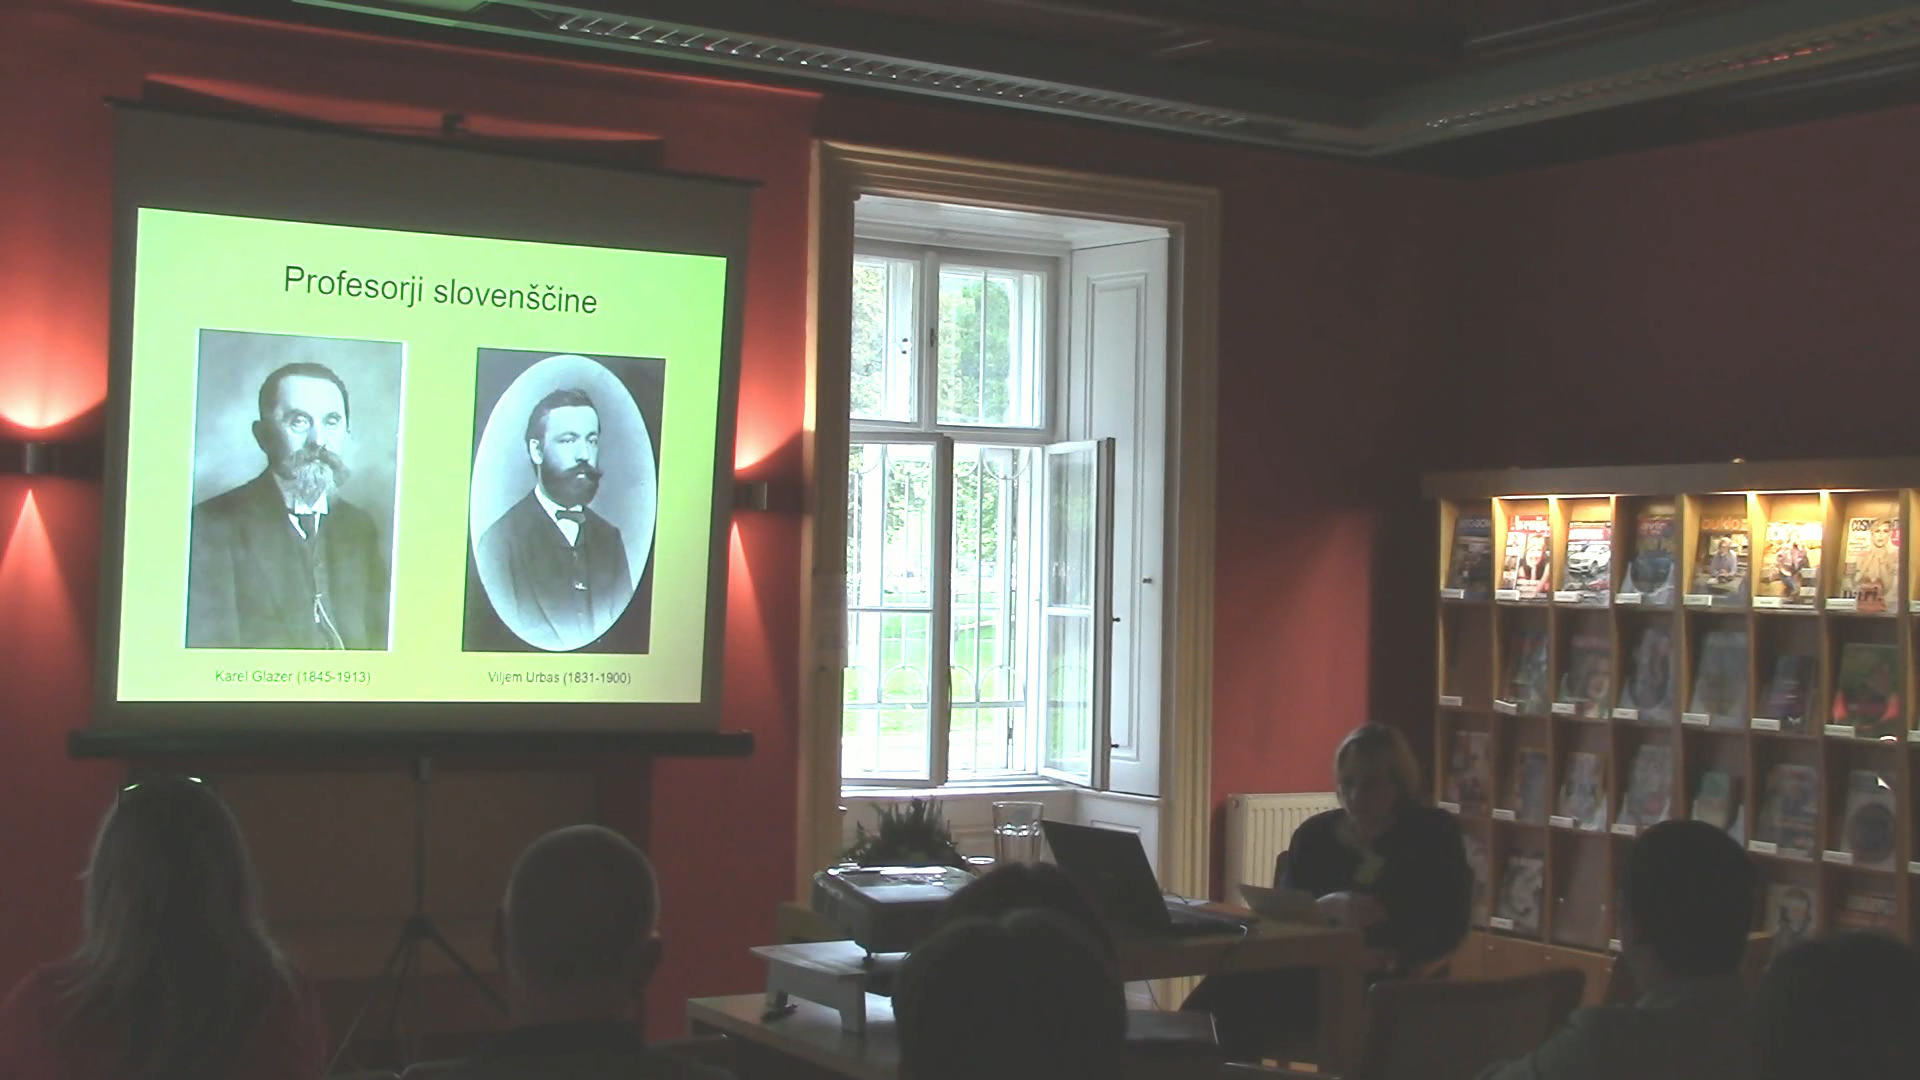 Profesorji slovenščine
Karel Glazer (1845-1913)
Viljem Urbas (1831-1900)